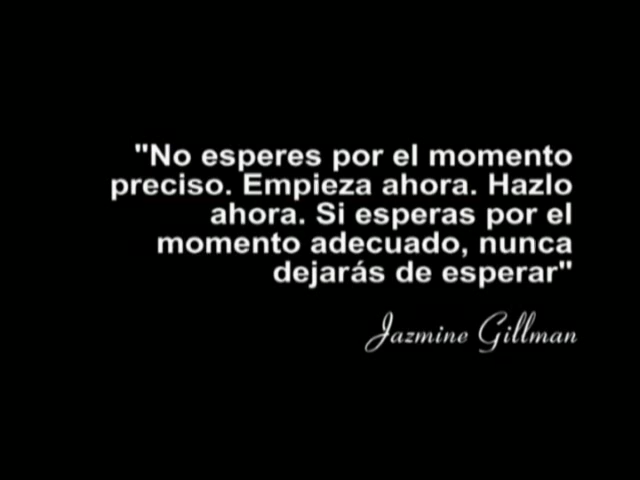 "No esperes por el momento
preciso. Empieza ahora. Hazlo
ahora. Si esperas por el
momento adecuado, nunca
dejarás de esperar"
Jazmine Gillman